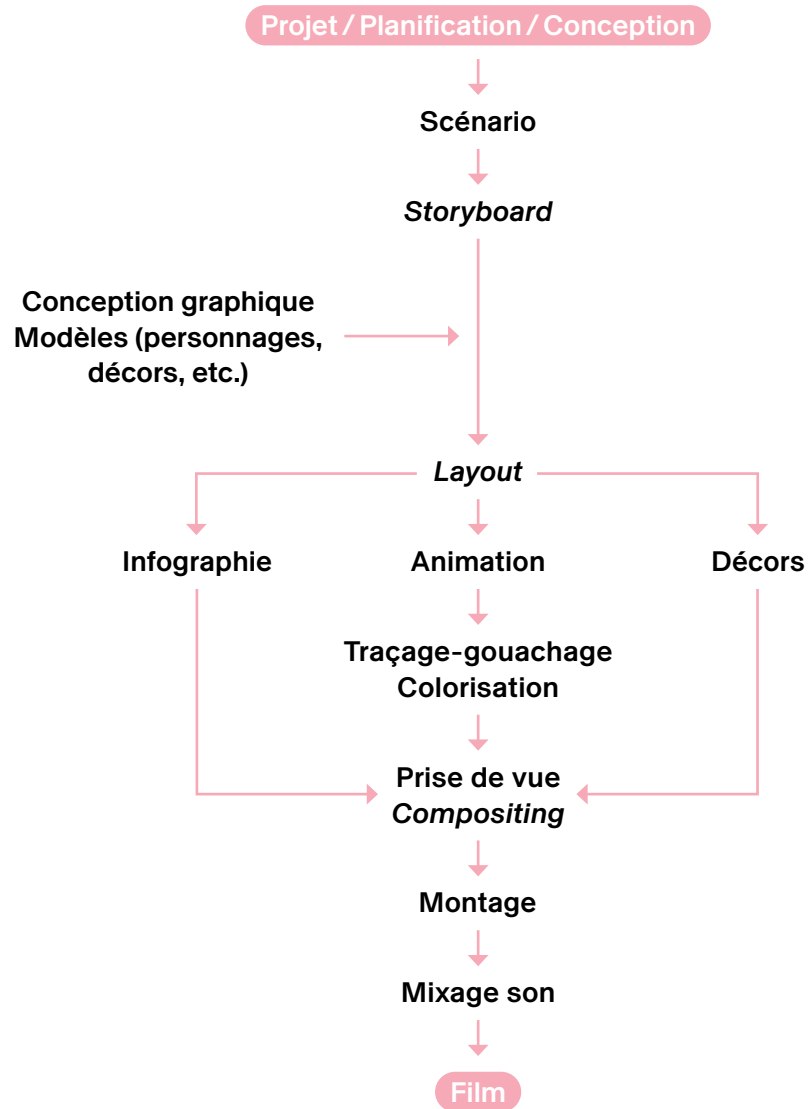 Projet / Planification / Conception
Scénario
Storyboard
Conception graphique
Modèles (personnages,
décors, etc.)
Layout
Infographie
Animation
Décors
Traçage-gouachage
Colorisation
Prise de vue
Compositing
Montage
Mixage son
Film